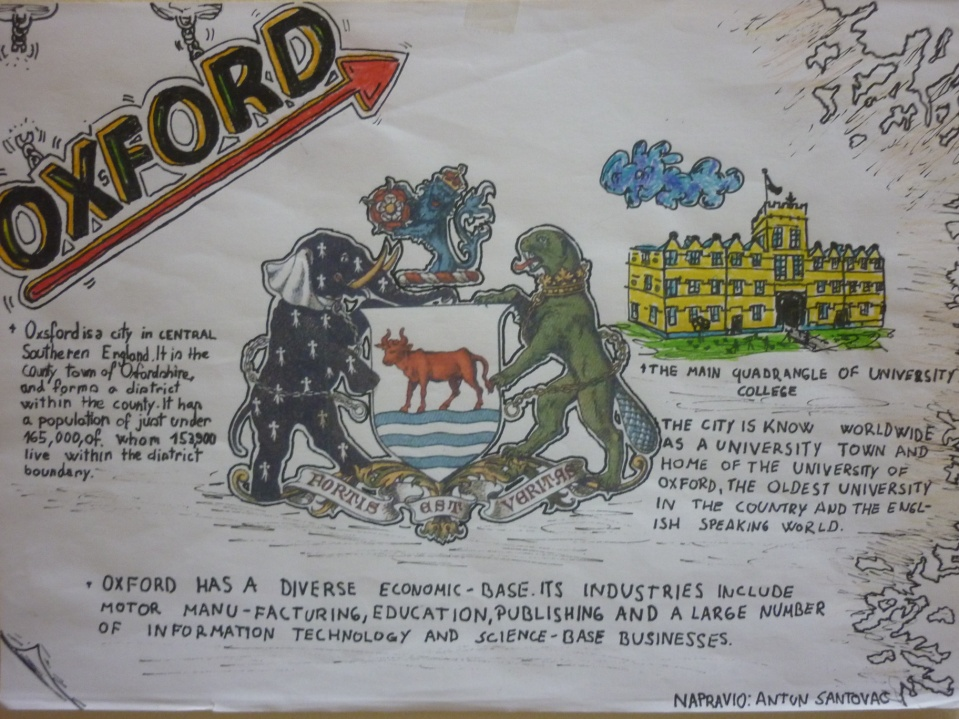 OXFORD
Oxsford is a city in CENTRAL
Southeren England. It is the
County town of Oxfordshire,
and forms a district
within the county. It has
a population of just under
165,000, of. whom 153,900
live within the district
boundary.
FORTIS EST VERITAS
THE MAIN QUADRANGLE OF UNIVERSITY
COLLEGE
THE CITY IS KNOW WORLDWIDE
AS A UNIVERSITY TOWN AND
HOME OF THE UNIVERSITY OF
OXFORD, THE OLDEST UNIVERSITY
IN THE COUNTRY AND THE ENGL-
ISH SPEAKING WORLD.
OXFORD HAS A DIVERSE ECONOMIC-BASE. ITS INDUSTRIES INCLUDE
MOTOR MANU-FACTURING, EDUCATION, PUBLISHING AND A LARGE NUMBER
OF INFORMATION TECHNOLOGY AND SCIENCE-BASE BUSINESSES.
NAPRAVIO: ANTUN SANTOVAC